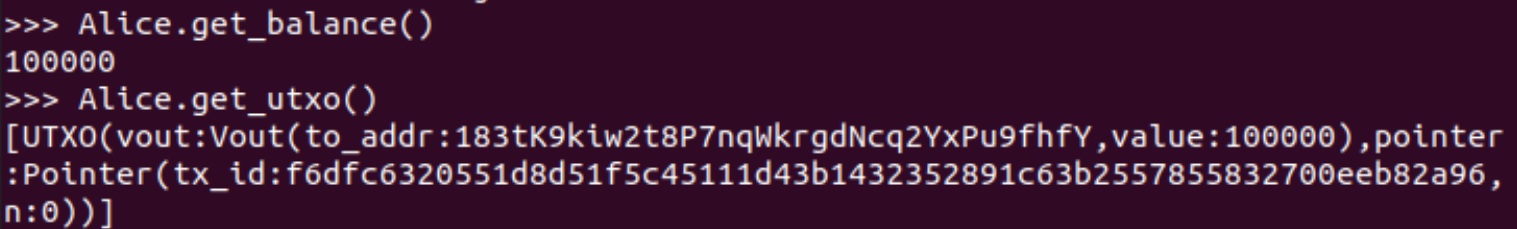 >>> Alice.get_balance()
100000
>>> Alice.get_utxo()
[UTXO(vout:Vout(to_addr:183tK9kiw2t8P7nqWkrgdNcq2YxPu9fhfY,value:100000),pointer
:Pointer(tx_id:f6dfc6320551d8d51f5c45111d43b1432352891c63b2557855832700eeb82a96,
n:0))]